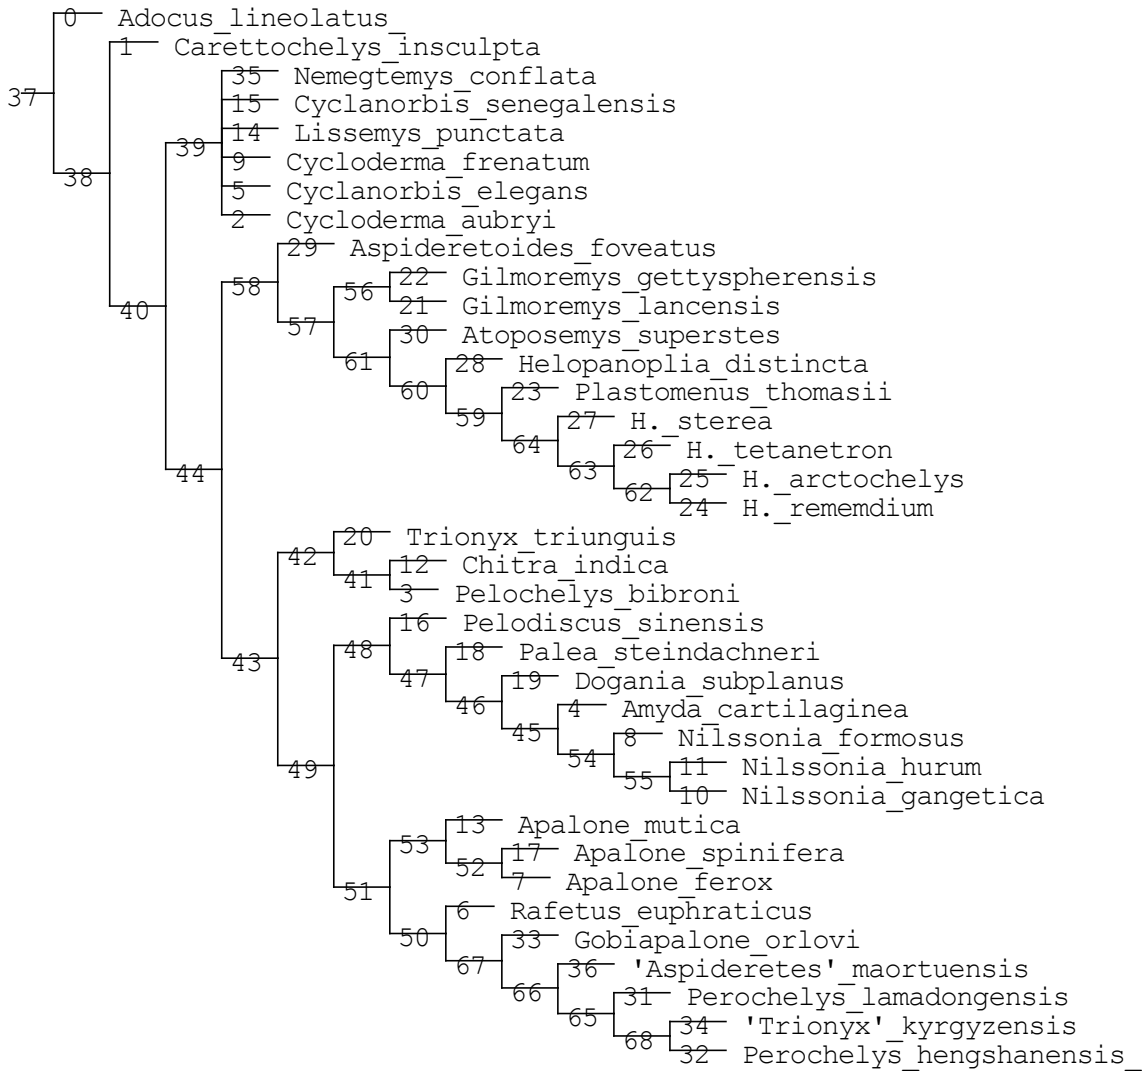 0 Adocus_lineolatus_
1 Carettochelys_insculpta
35 Nemegtemys_conflata
37
15 Cyclanorbis_senegalensis
14 Lissemys_punctata
39
9 Cycloderma_frenatum
38
5 Cyclanorbis_elegans
2 Cycloderma_aubryi
29 Aspideretoides_foveatus
22 Gilmoremys_gettyspherensis
58 56
21 Gilmoremys_lancensis
40
57
30 Atoposemys_superstes
61
28 Helopanoplia_distincta
60
23 Plastomenus_thomasii
59
27 H._sterea
64
26 H._tetanetron
44 63
25 H._arctochelys
62
24 H._rememdium
20 Trionyx_triunguis
42
12 Chitra_indica
41
3 Pelochelys_bibroni
16 Pelodiscus_sinensis
48
18 Palea_steindachneri
43
47
19 Dogania_subplanus
46
4 Amyda_cartilaginea
45
8 Nilssonia_formosus
54
49
11 Nilssonia_hurum
55
10 Nilssonia_gangetica
13 Apalone_mutica
53
17 Apalone_spinifera
52
7 Apalone_ferox
51
6 Rafetus_euphraticus
50
33 Gobiapalone_orlovi
67
36 'Aspideretes'_maortuensis
66
31 Perochelys_lamadongensis
65
34 'Trionyx'_kyrgyzensis
68
32 Perochelys_hengshanensis_